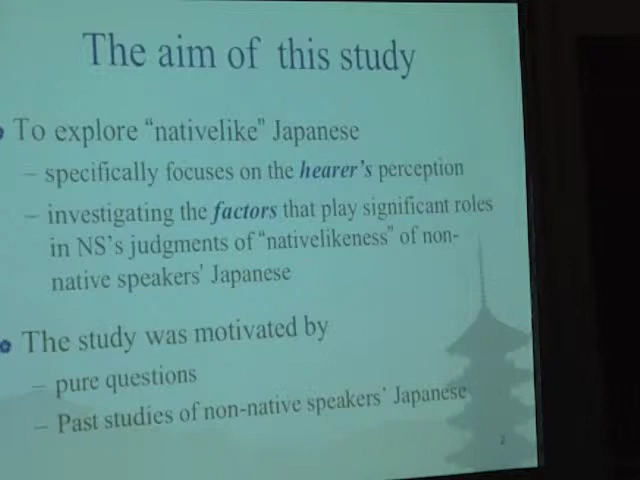 The aim of this study
To explore “nativelike” Japanese
– specifically focuses on the hearer's perception
– investigating the factors that play significant roles
in NS's judgments of “nativelikeness” of non-
native speakers' Japanese
The study was motivated by
– pure questions
– Past studies of non-native speakers' Japanese
2